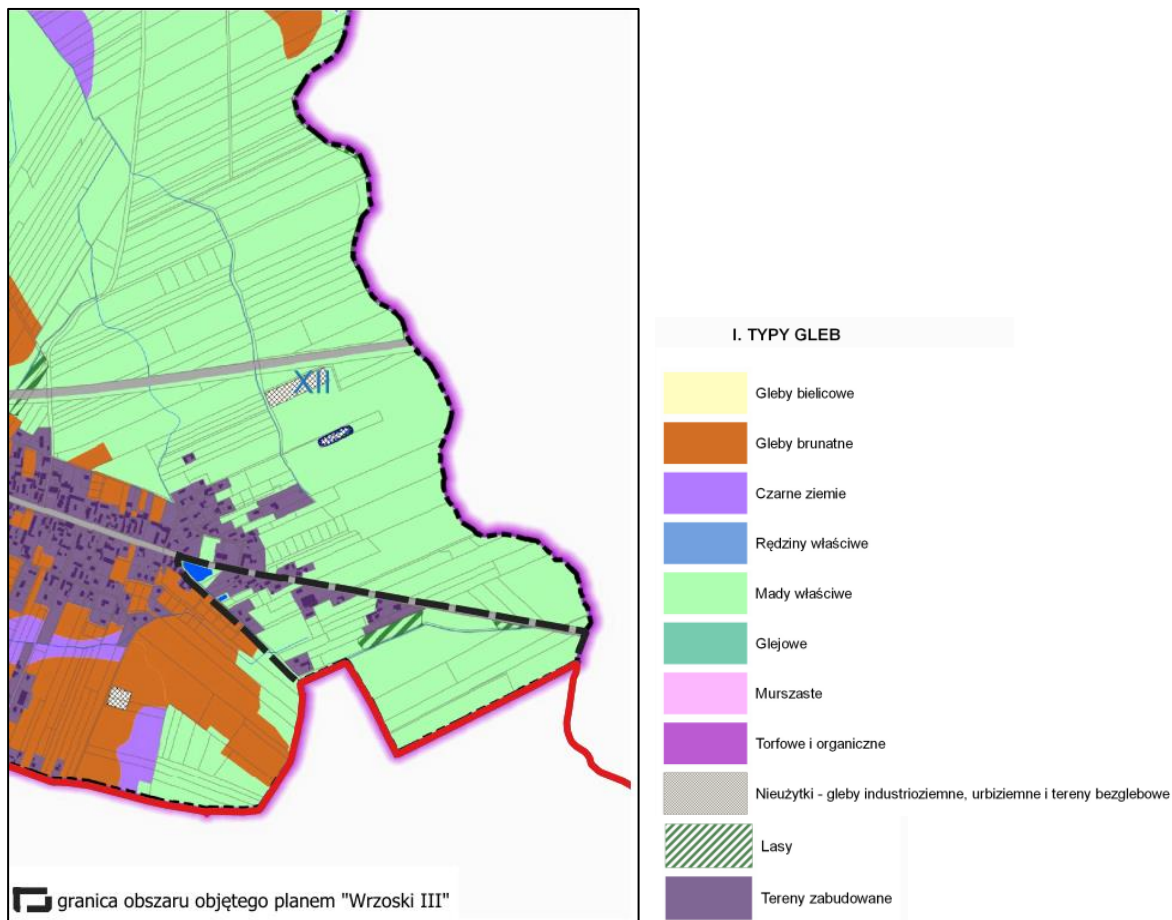 XII
granica obszaru objętego planem "Wrzoski III"
I. TYPY GLEB
Gleby bielicowe
Gleby brunatne
Czarne ziemie
Rędziny właściwe
Mady właściwe
Glejowe
Murszaste
Torfowe i organiczne
Nieużytki - gleby industrioziemne, urbiziemne i tereny bezglebowe
Lasy
Tereny zabudowane